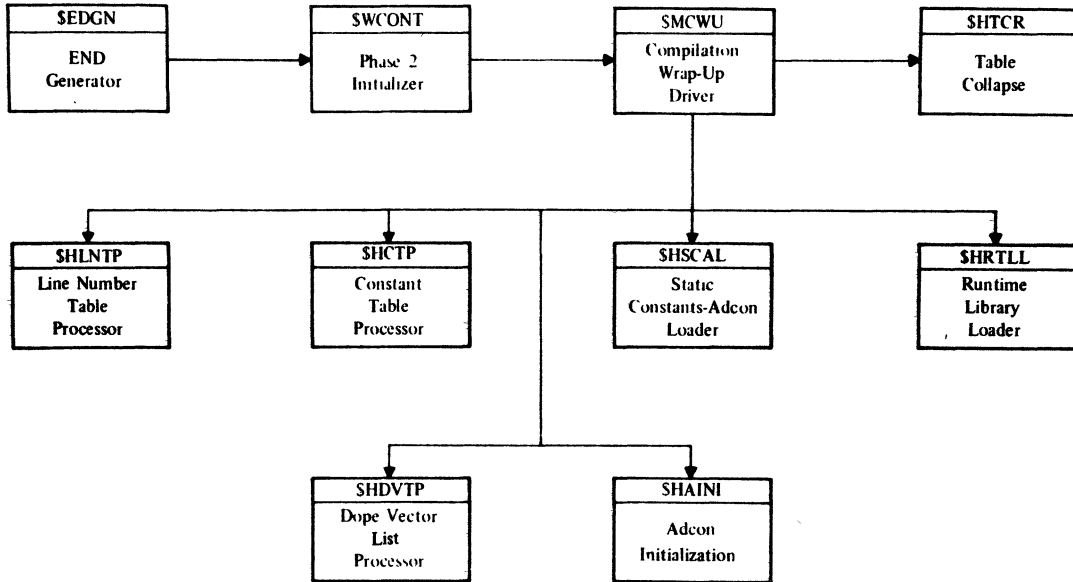 $EDGN
END
Generator
$WCONT
Phase 2
Initializer
$MCWU
Compilation
Wrap-Up
Driver
$HTCR
Table
Collapse
$HLNTP
Line Number
Table
Processor
$HCTP
Constant
Table
Processor
$HSCAL
Static
Constants-Adcon
Loader
$HRTLL
Runtime
Library
Loader
$HDVTP
Dope Vector
List
Processor
$HAINI
Adcon
Initialization